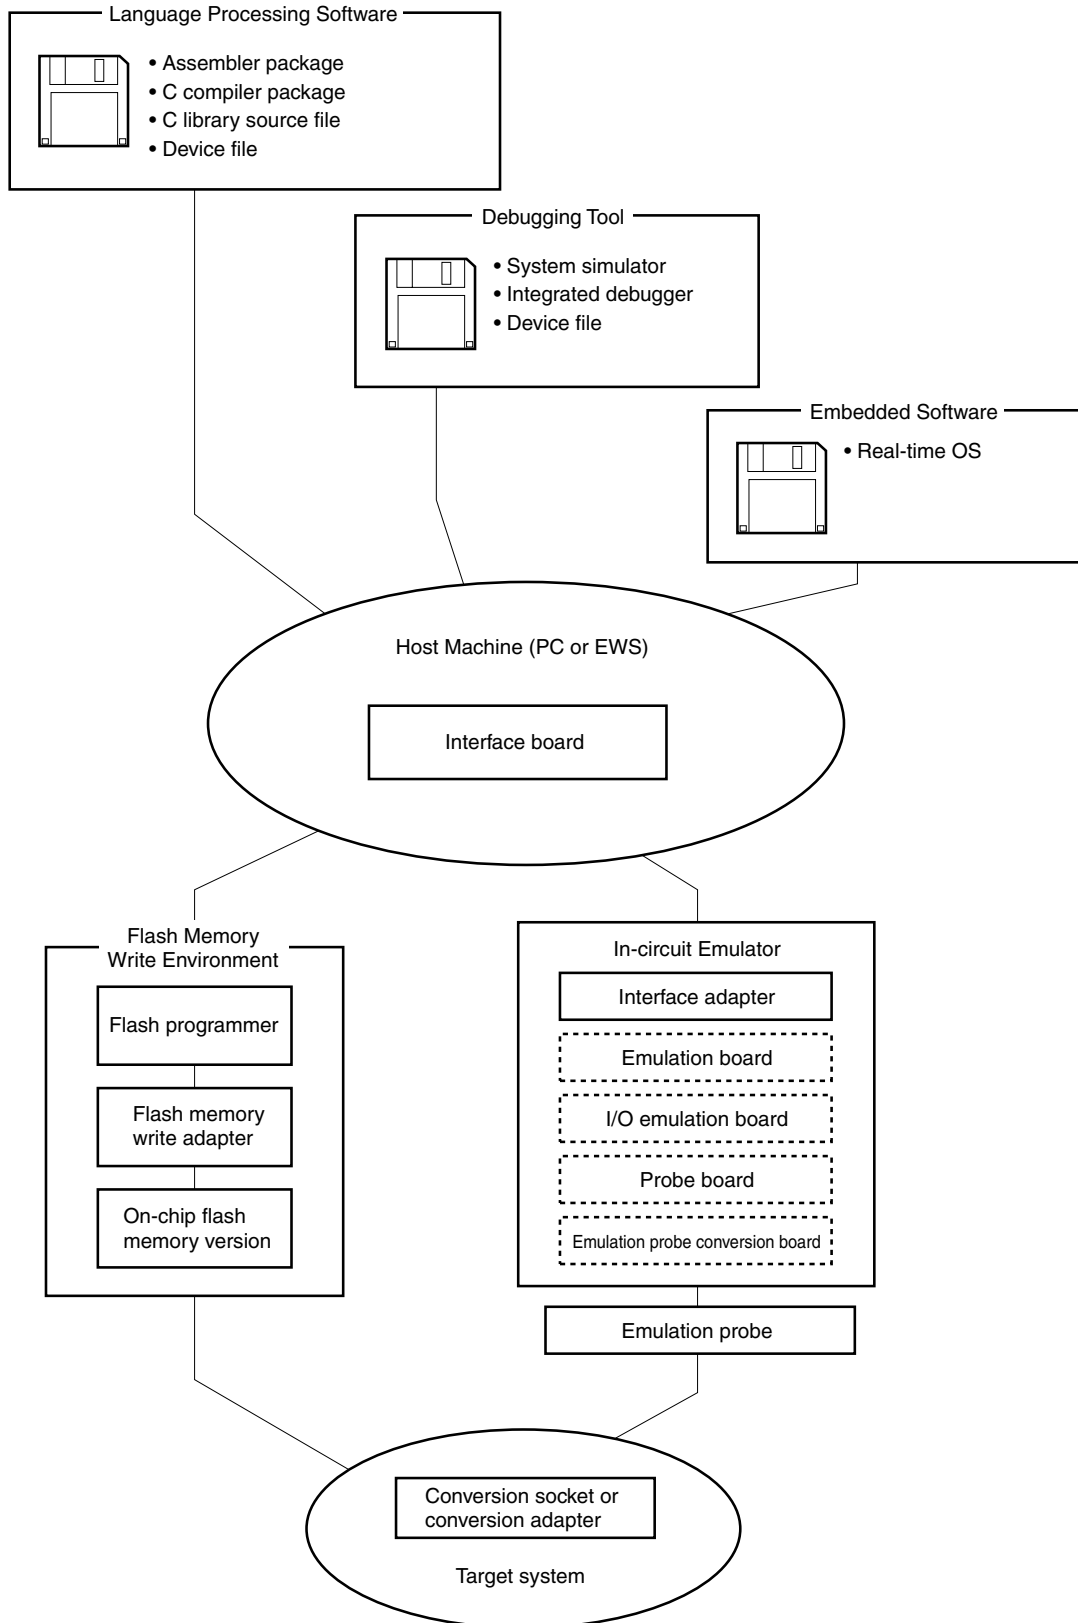 Language Processing Software
• Assembler package
• C compiler package
• C library source file
• Device file
Debugging Tool
• System simulator
• Integrated debugger
• Device file
Embedded Software
• Real-time OS
Host Machine (PC or EWS)
Interface board
Flash Memory
Write Environment
Flash programmer
Flash memory
write adapter
On-chip flash
memory version
In-circuit Emulator
Interface adapter
Emulation board
I/O emulation board
Probe board
Emulation probe conversion board
Emulation probe
Conversion socket or
conversion adapter
Target system